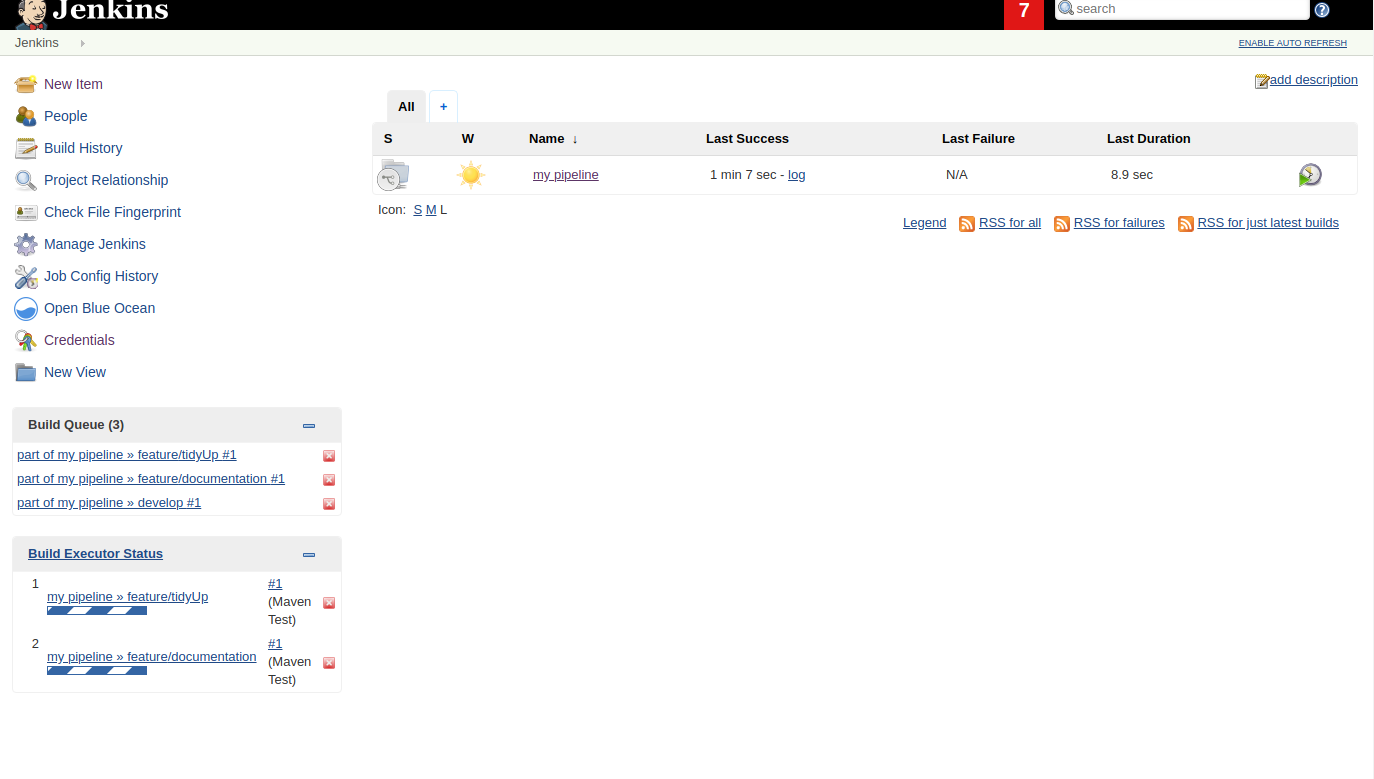 Jenkins
7
search
Jenkins
ENABLE AUTO REFRESH
New Item
People
Build History
Project Relationship
Check File Fingerprint
Manage Jenkins
Job Config History
Open Blue Ocean
Credentials
New View
Build Queue (3)
part of my pipeline » feature/tidyUp #1
part of my pipeline » feature/documentation #1
part of my pipeline » develop #1
Build Executor Status
1 my pipeline » feature/tidyUp #1
(Maven
Test)
2 my pipeline » feature/documentation #1
(Maven
Test)
add description
All +
S W Name ↓ Last Success Last Failure Last Duration
my pipeline 1 min 7 sec - log N/A 8.9 sec
Icon: S M L
Legend RSS for all RSS for failures RSS for just latest builds